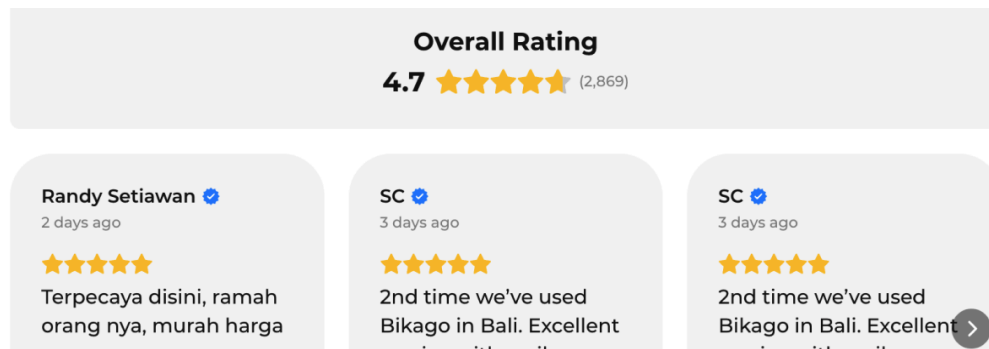 Overall Rating
4.7 (2,869)
Randy Setiawan
2 days ago
Terpecaya disini, ramah
orang nya, murah harga
SC
3 days ago
2nd time we've used
Bikago in Bali. Excellent
SC
3 days ago
2nd time we've used
Bikago in Bali. Excellent